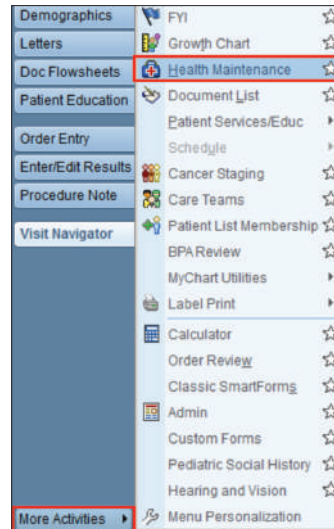 Demographics
Letters
Doc Flowsheets
Patient Education
Order Entry
Enter/Edit Results
Procedure Note
Visit Navigator
More Activities
FYI
Growth Chart
Health Maintenance
Document List
Patient Services/Educ
Schedule
Cancer Staging
Care Teams
Patient List Membership
BPA Review
MyChart Utilities
Label Print
Calculator
Order Review
Classic SmartForms
Admin
Custom Forms
Pediatric Social History
Hearing and Vision
Menu Personalization